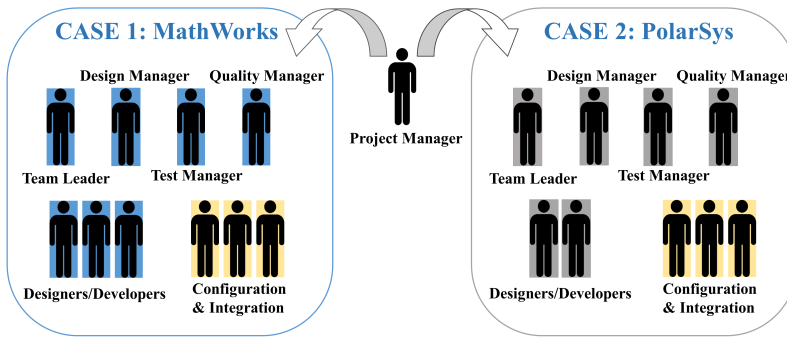 CASE 1: MathWorks
Design Manager
Quality Manager
Team Leader
Test Manager
Designers/Developers
Configuration
& Integration
Project Manager
CASE 2: PolarSys
Design Manager
Quality Manager
Team Leader
Test Manager
Designers/Developers
Configuration
& Integration